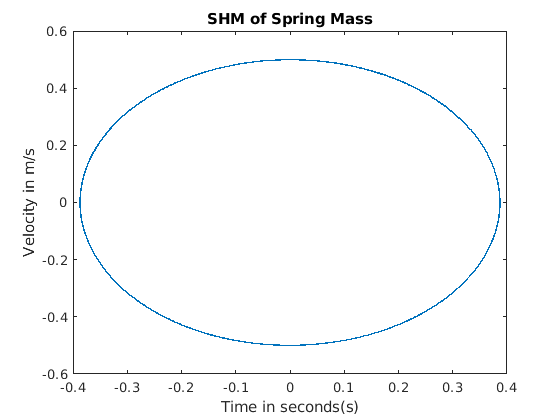 SHM of Spring Mass
0.6
0.4
0.2
0
-0.2
-0.4
-0.6
Velocity in m/s
-0.4 -0.3 -0.2 -0.1 0 0.1 0.2 0.3 0.4
Time in seconds(s)